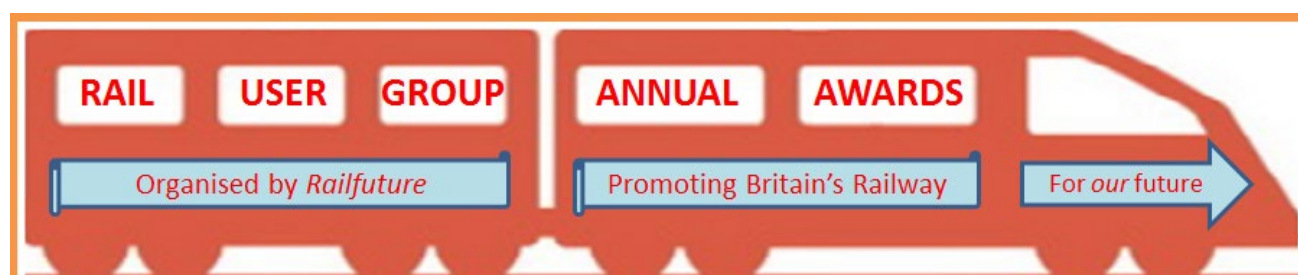 RAIL USER GROUP ANNUAL AWARDS
Organised by Railfuture Promoting Britain's Railway For our future